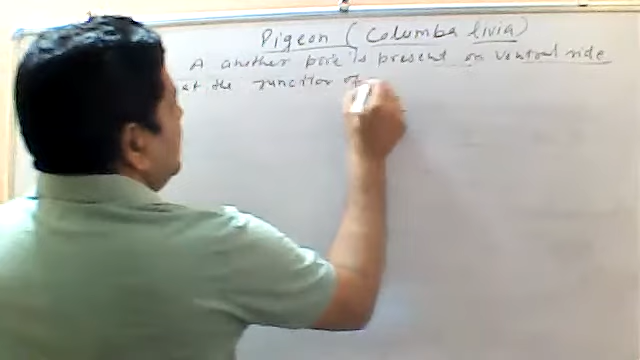 Pigeon (Columba livia)
A another pore is present on ventral side
at the junction of